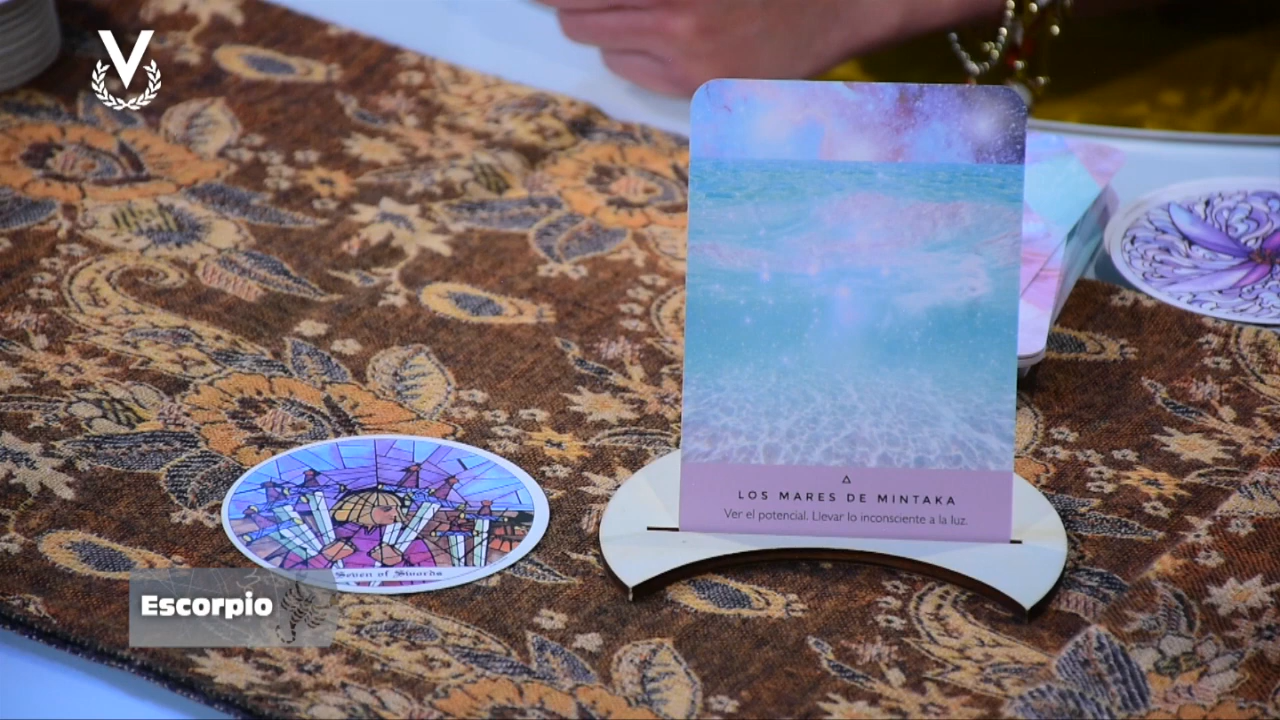 V
LOS MARES DE MINTAKA
Ver el potencial. Llevar lo inconsciente a la luz.
Seven of Swords
Escorpio